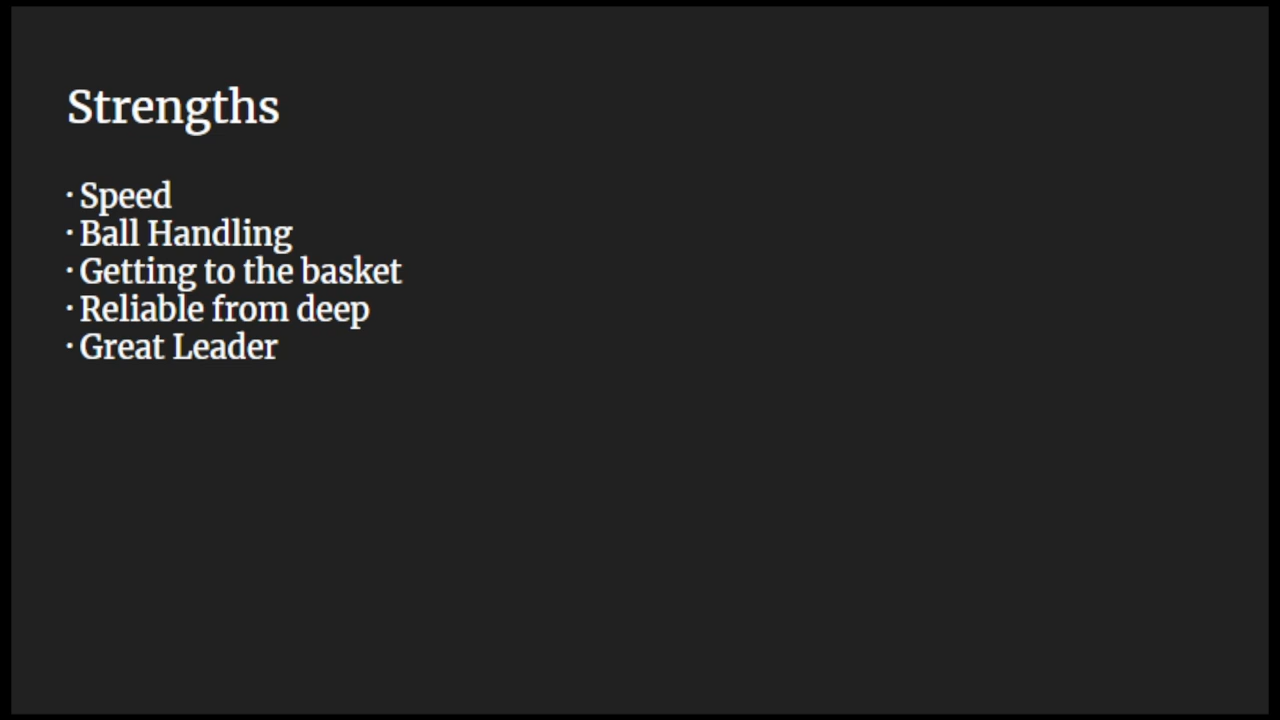 Strengths
· Speed
· Ball Handling
· Getting to the basket
· Reliable from deep
· Great Leader